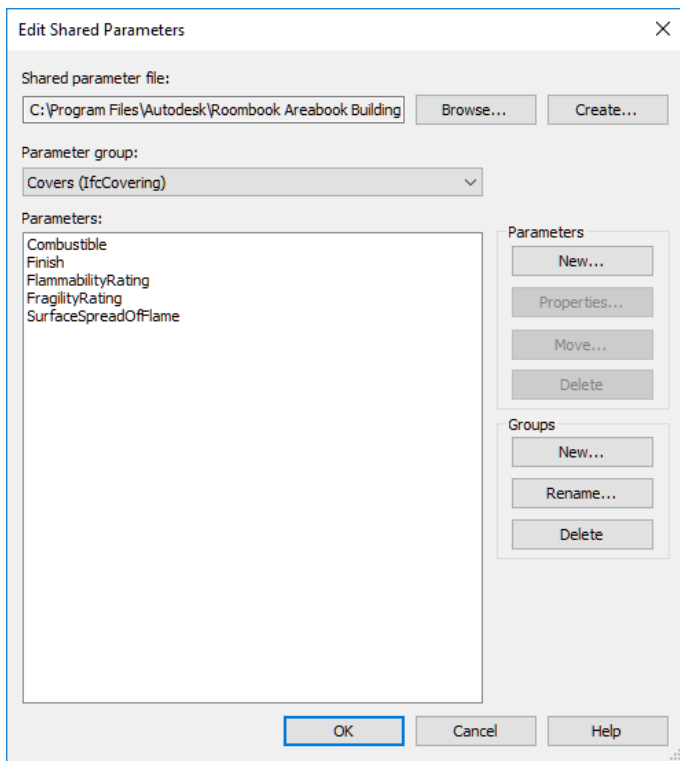 Edit Shared Parameters
Shared parameter file:
C:\Program Files\Autodesk\Roombook Areabook Building
Browse...
Create...
Parameter group:
Covers (IfcCovering)
Parameters:
Combustible
Finish
FlammabilityRating
FragilityRating
SurfaceSpreadOfFlame
Parameters
New...
Properties...
Move...
Delete
Groups
New...
Rename...
Delete
OK
Cancel
Help